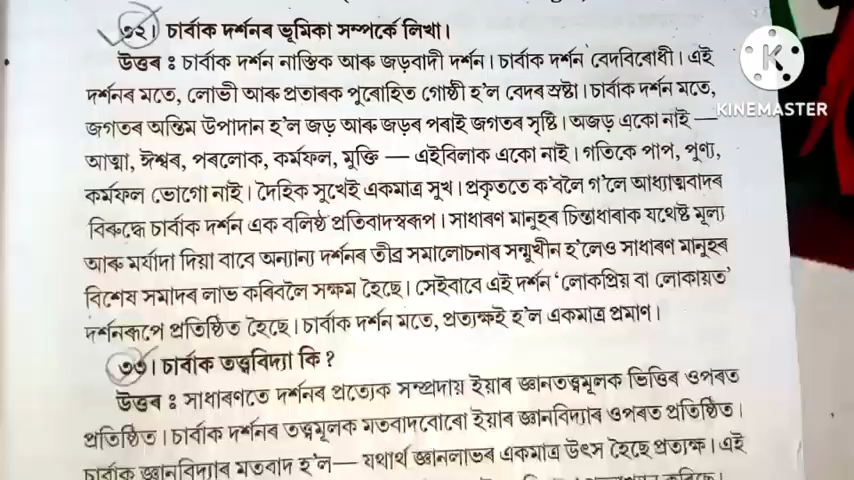 ৩২। চাৰ্বাক দৰ্শনৰ ভূমিকা সম্পৰ্কে লিখা।
উত্তৰ : চাৰ্বাক দৰ্শন নাস্তিক আৰু জড়বাদী দৰ্শন। চাৰ্বাক দৰ্শন বেদবিৰোধী। এই
দৰ্শনৰ মতে, লোভী আৰু প্ৰতাৰক পুৰোহিত গোষ্ঠী হ'ল বেদৰ স্ৰষ্টা। চাৰ্বাক দৰ্শন মতে,
জগতৰ অন্তিম উপাদান হ'ল জড় আৰু জড়ৰ পৰাই জগতৰ সৃষ্টি। অজড় একো নাই —
আত্মা, ঈশ্বৰ, পৰলোক, কৰ্মফল, মুক্তি — এইবিলাক একো নাই। গতিকে পাপ, পুণ্য,
কৰ্মফল ভোগো নাই। দৈহিক সুখেই একমাত্ৰ সুখ। প্ৰকৃততে ক'বলৈ গ'লে আধ্যাত্মবাদৰ
বিৰুদ্ধে চাৰ্বাক দৰ্শন এক বলিষ্ঠ প্ৰতিবাদস্বৰূপ। সাধাৰণ মানুহৰ চিন্তাধাৰাক যথেষ্ট মূল্য
আৰু মৰ্যাদা দিয়া বাবে অন্যান্য দৰ্শনৰ তীব্ৰ সমালোচনাৰ সন্মুখীন হ'লেও সাধাৰণ মানুহৰ
বিশেষ সমাদৰ লাভ কৰিবলৈ সক্ষম হৈছে। সেইবাবে এই দৰ্শন 'লোকপ্ৰিয় বা লোকায়ত'
দৰ্শনৰূপে প্ৰতিষ্ঠিত হৈছে। চাৰ্বাক দৰ্শন মতে, প্ৰত্যক্ষই হ'ল একমাত্ৰ প্ৰমাণ।
৩৩। চাৰ্বাক তত্ত্ববিদ্যা কি ?
উত্তৰ : সাধাৰণতে দৰ্শনৰ প্ৰত্যেক সম্প্ৰদায় ইয়াৰ জ্ঞানতত্ত্বমূলক ভিত্তিৰ ওপৰত
প্ৰতিষ্ঠিত। চাৰ্বাক দৰ্শনৰ তত্ত্বমূলক মতবাদবোৰো ইয়াৰ জ্ঞানবিদ্যাৰ ওপৰত প্ৰতিষ্ঠিত।
চাৰ্বাক জ্ঞানবিদ্যাৰ মতবাদ হ'ল— যথাৰ্থ জ্ঞানলাভৰ একমাত্ৰ উৎস হৈছে প্ৰত্যক্ষ। এই
KINEMASTER